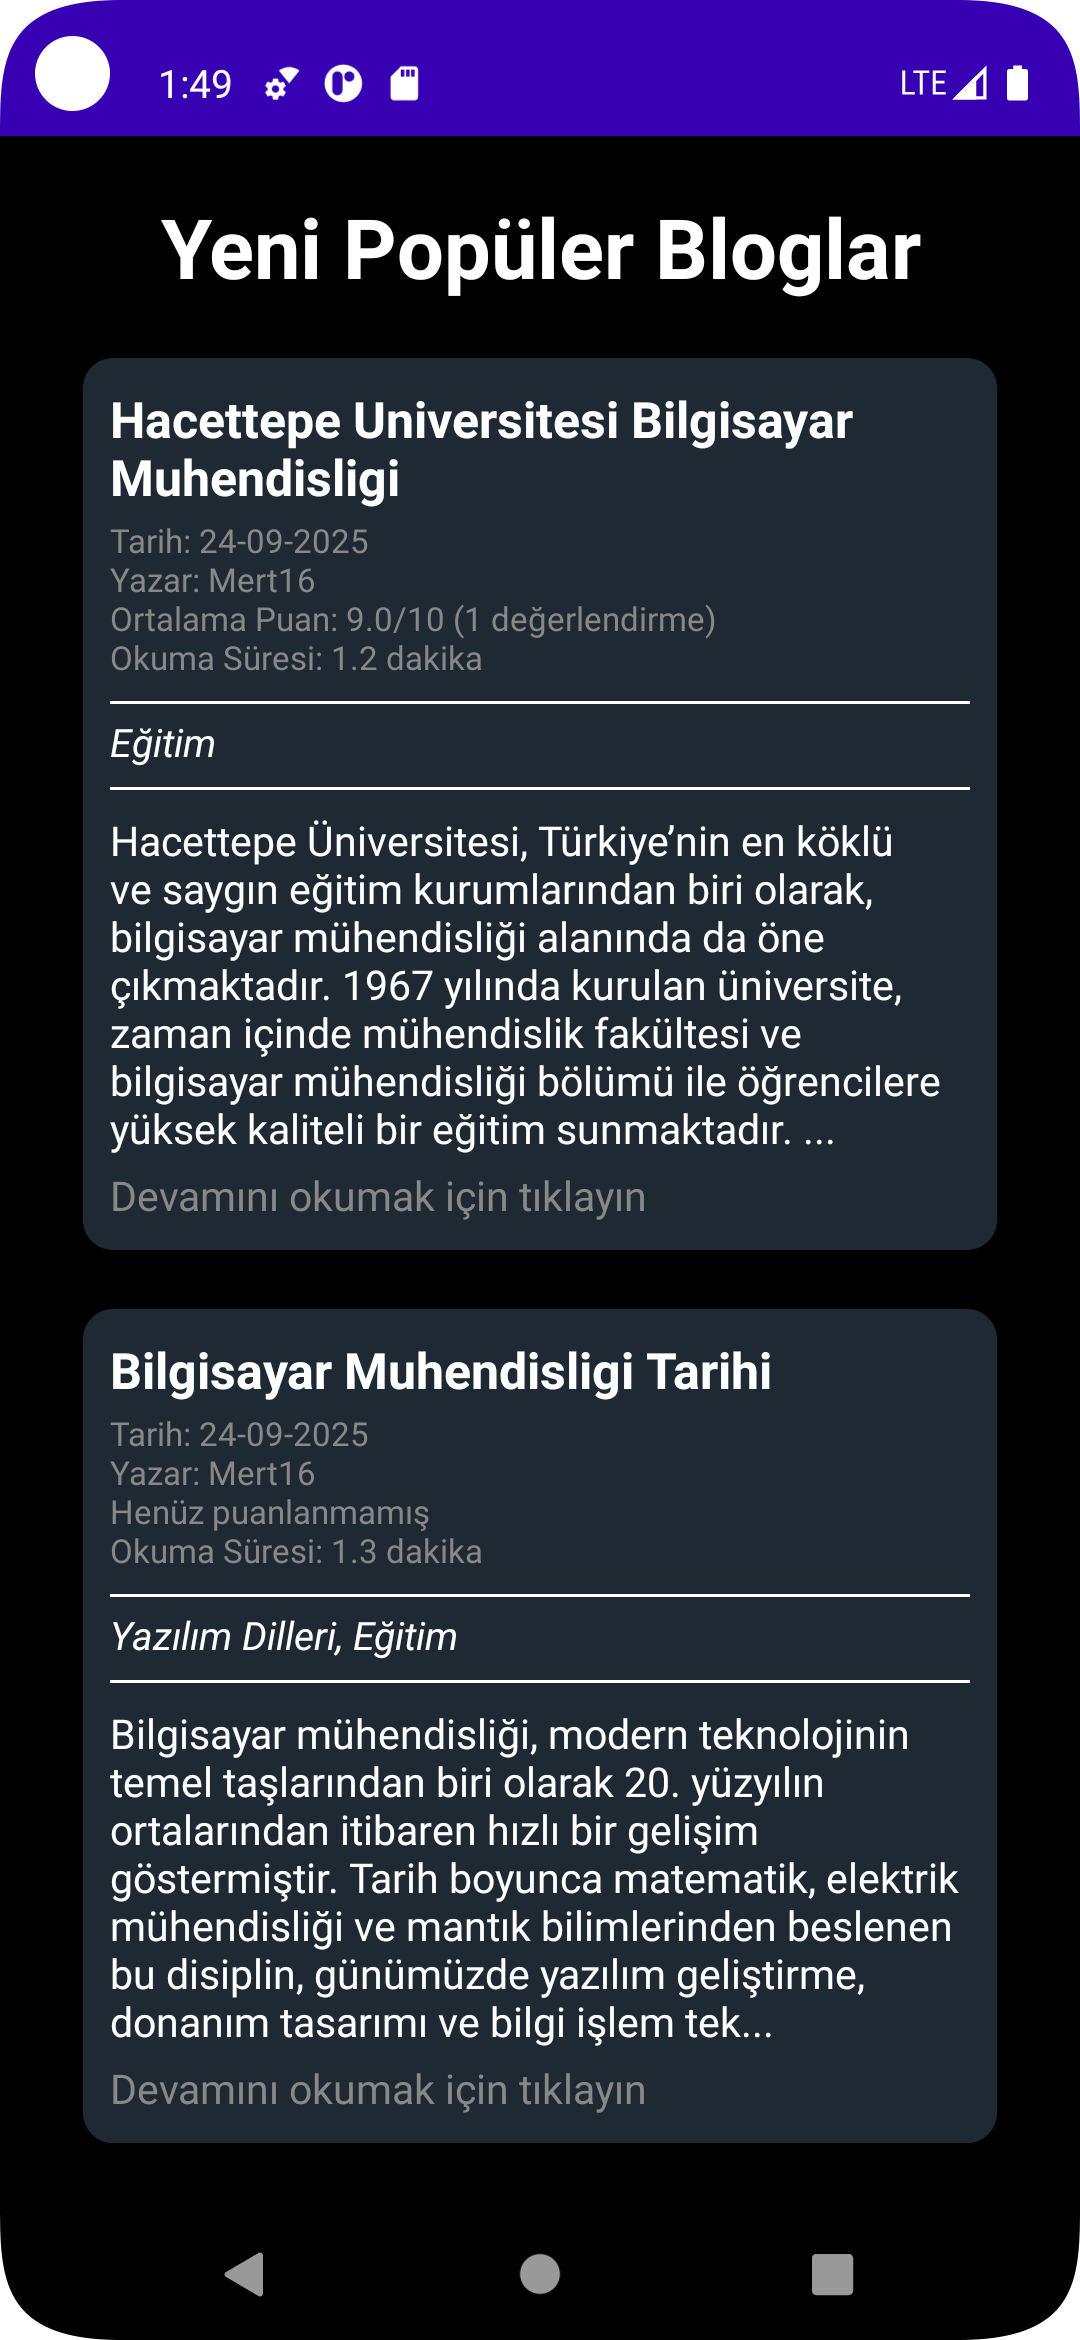 1:49
LTE
Yeni Popüler Bloglar
Hacettepe Universitesi Bilgisayar
Muhendisligi
Tarih: 24-09-2025
Yazar: Mert16
Ortalama Puan: 9.0/10 (1 değerlendirme)
Okuma Süresi: 1.2 dakika
Eğitim
Hacettepe Üniversitesi, Türkiye’nin en köklü
ve saygın eğitim kurumlarından biri olarak,
bilgisayar mühendisliği alanında da öne
çıkmaktadır. 1967 yılında kurulan üniversite,
zaman içinde mühendislik fakültesi ve
bilgisayar mühendisliği bölümü ile öğrencilere
yüksek kaliteli bir eğitim sunmaktadır. ...
Devamını okumak için tıklayın
Bilgisayar Muhendisligi Tarihi
Tarih: 24-09-2025
Yazar: Mert16
Henüz puanlanmamış
Okuma Süresi: 1.3 dakika
Yazılım Dilleri, Eğitim
Bilgisayar mühendisliği, modern teknolojinin
temel taşlarından biri olarak 20. yüzyılın
ortalarından itibaren hızlı bir gelişim
göstermiştir. Tarih boyunca matematik, elektrik
mühendisliği ve mantık bilimlerinden beslenen
bu disiplin, günümüzde yazılım geliştirme,
donanım tasarımı ve bilgi işlem tek...
Devamını okumak için tıklayın